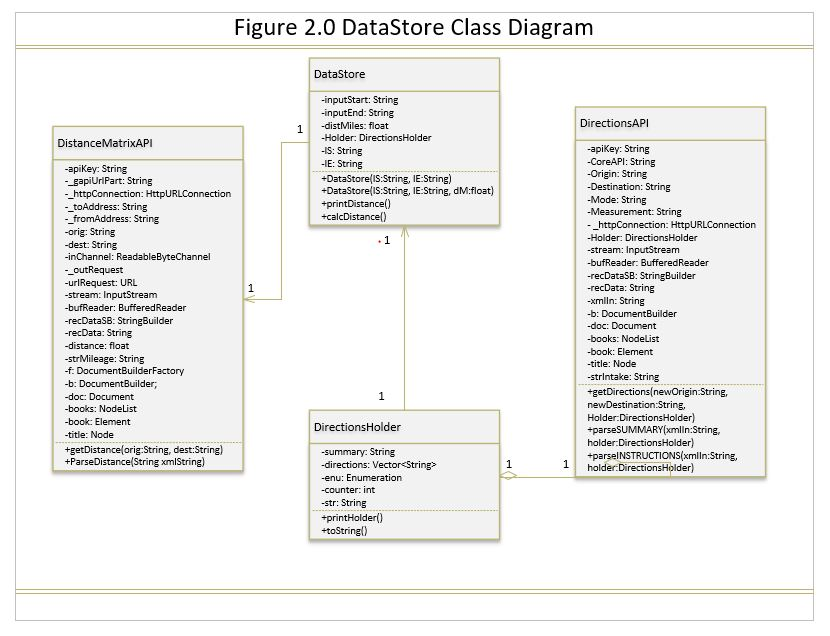 Figure 2.0 DataStore Class Diagram
DataStore
-inputStart: String
-inputEnd: String
-distMiles: float
-Holder: DirectionsHolder
-IS: String
-IE: String
+DataStore(IS:String, IE:String)
+DataStore(IS:String, IE:String, dM:float)
+printDistance()
+calcDistance()
1
1
DistanceMatrixAPI
-apiKey: String
-_gapiUrlPart: String
-_httpConnection: HttpURLConnection
-_toAddress: String
-_fromAddress: String
-orig: String
-dest: String
-inChannel: ReadableByteChannel
-_outRequest
-urlRequest: URL
-stream: InputStream
-bufReader: BufferedReader
-recDataSB: StringBuilder
-recData: String
-distance: float
-strMileage: String
-f: DocumentBuilderFactory
-b: DocumentBuilder;
-doc: Document
-books: NodeList
-book: Element
-title: Node
+getDistance(orig:String, dest:String)
+ParseDistance(String xmlString)
1
DirectionsAPI
-apiKey: String
-CoreAPI: String
-Origin: String
-Destination: String
-Mode: String
-Measurement: String
- _httpConnection: HttpURLConnection
-Holder: DirectionsHolder
-stream: InputStream
-bufReader: BufferedReader
-recDataSB: StringBuilder
-recData: String
-xmlIn: String
-b: DocumentBuilder
-doc: Document
-books: NodeList
-book: Element
-title: Node
-strIntake: String
+getDirections(newOrigin:String,
newDestination:String,
Holder:DirectionsHolder)
+parseSUMMARY(xmlIn:String,
holder:DirectionsHolder)
+parseINSTRUCTIONS(xmlIn:String,
holder:DirectionsHolder)
1
DirectionsHolder
-summary: String
-directions: Vector<String>
-enu: Enumeration
-counter: int
-str: String
+printHolder()
+toString()
1
1